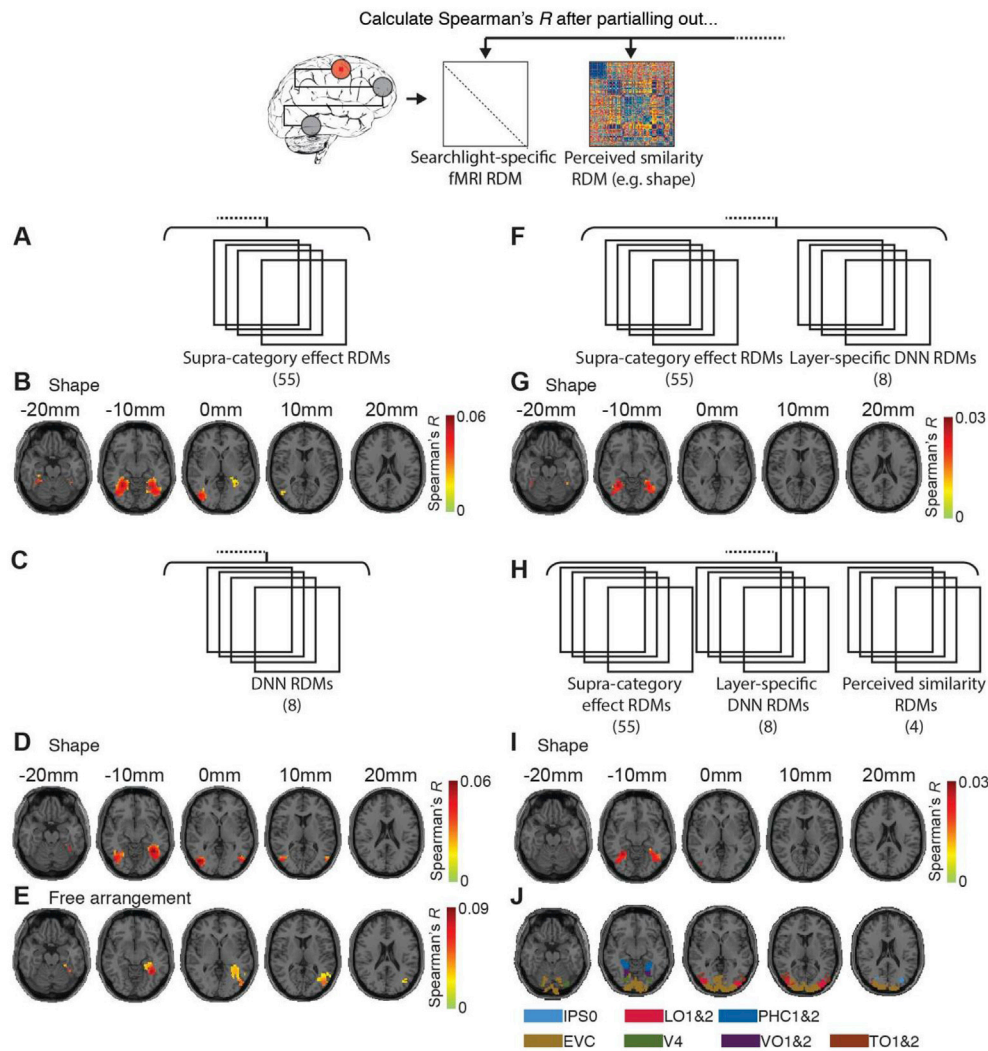 Calculate Spearman's R after partialling out...
Searchlight-specific
fMRI RDM
Perceived smilarity
RDM (e.g. shape)
A
Supra-category effect RDMs
(55)
B Shape
-20mm -10mm 0mm 10mm 20mm
0.06
Spearman's R
0
C
DNN RDMs
(8)
D Shape
-20mm -10mm 0mm 10mm 20mm
0.06
Spearman's R
0
E Free arrangement
0.09
Spearman's R
0
F
Supra-category effect RDMs
(55)
Layer-specific DNN RDMs
(8)
G Shape
-20mm -10mm 0mm 10mm 20mm
0.03
Spearman's R
0
H
Supra-category
effect RDMs
(55)
Layer-specific
DNN RDMs
(8)
Perceived similarity
RDMs
(4)
I Shape
-20mm -10mm 0mm 10mm 20mm
0.03
Spearman's R
0
J
IPS0 LO1&2 PHC1&2
EVC V4 VO1&2 TO1&2